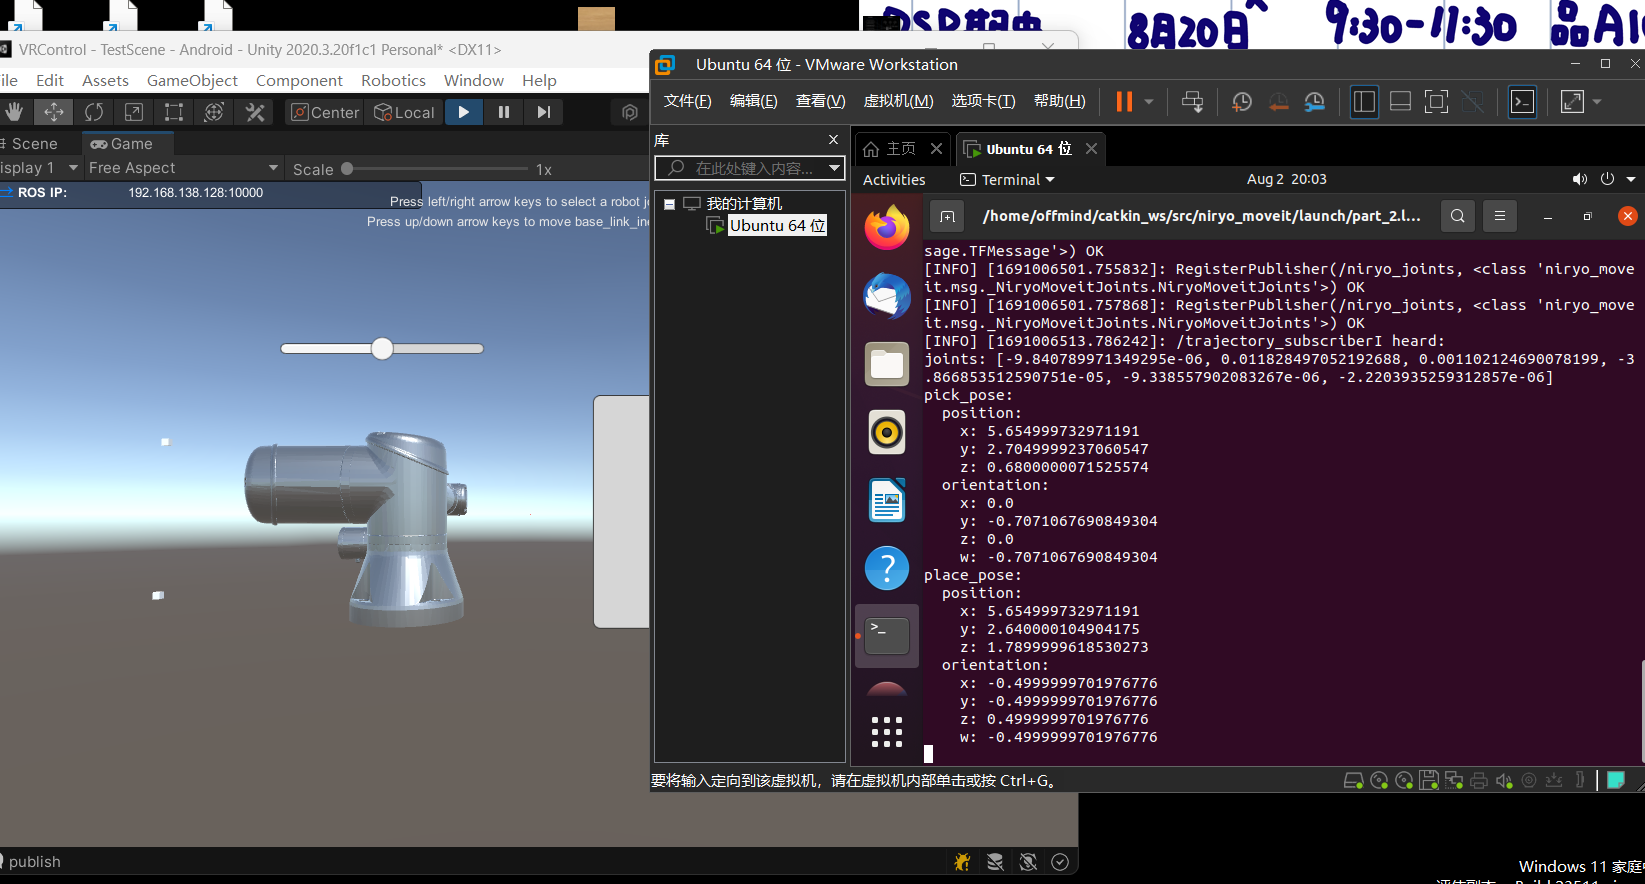 8月20日
9:30-11:30
VRControl - TestScene - Android - Unity 2020.3.20f1c1 Personal* <DX11>
Edit Assets GameObject Component Robotics Window Help
Center Local
Scene Game
Free Aspect Scale 1x
ROS IP: 192.168.138.128:10000
Press left/right arrow keys to select a robot
Press up/down arrow keys to move
publish
Ubuntu 64 位 - VMware Workstation
文件(F) 编辑(E) 查看(V) 虚拟机(M) 选项卡(T) 帮助(H)
库
在此处键入内容...
我的计算机
Ubuntu 64 位
主页 Ubuntu 64 位
Activities Terminal Aug 2 20:03
/home/offmind/catkin_ws/src/niryo_moveit/launch/part_2.l...
sage.TFMessage'>) OK
[INFO] [1691006501.755832]: RegisterPublisher(/niryo_joints, <class 'niryo_move
it.msg._NiryoMoveitJoints.NiryoMoveitJoints'>) OK
[INFO] [1691006501.757868]: RegisterPublisher(/niryo_joints, <class 'niryo_move
it.msg._NiryoMoveitJoints.NiryoMoveitJoints'>) OK
[INFO] [1691006513.786242]: /trajectory_subscriberI heard:
joints: [-9.840789971349295e-06, 0.011828497052192688, 0.001102124690078199, -3
.866853512590751e-05, -9.338557902083267e-06, -2.2203935259312857e-06]
pick_pose:
position:
x: 5.654999732971191
y: 2.7049999237060547
z: 0.6800000071525574
orientation:
x: 0.0
y: -0.7071067690849304
z: 0.0
w: -0.7071067690849304
place_pose:
position:
x: 5.654999732971191
y: 2.640000104904175
z: 1.7899999618530273
orientation:
x: -0.4999999701976776
y: -0.4999999701976776
z: 0.4999999701976776
w: -0.4999999701976776
要将输入定向到该虚拟机，请在虚拟机内部单击或按 Ctrl+G。
Windows 11 家庭